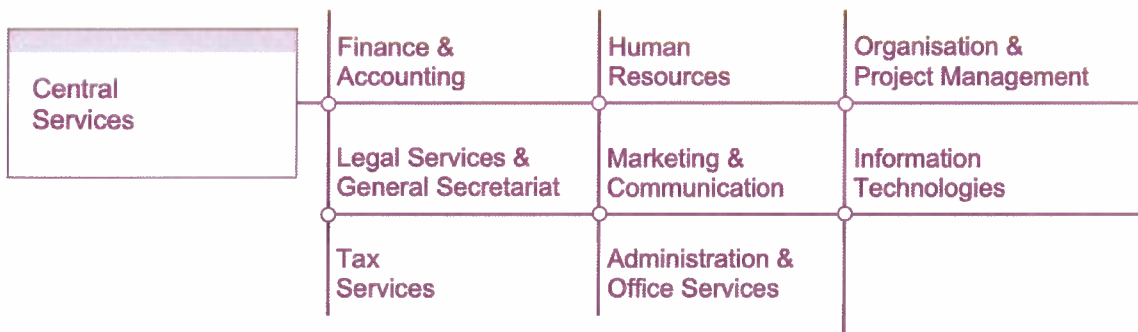 Central
Services
Finance &
Accounting
Human
Resources
Organisation &
Project Management
Legal Services &
General Secretariat
Marketing &
Communication
Information
Technologies
Tax
Services
Administration &
Office Services